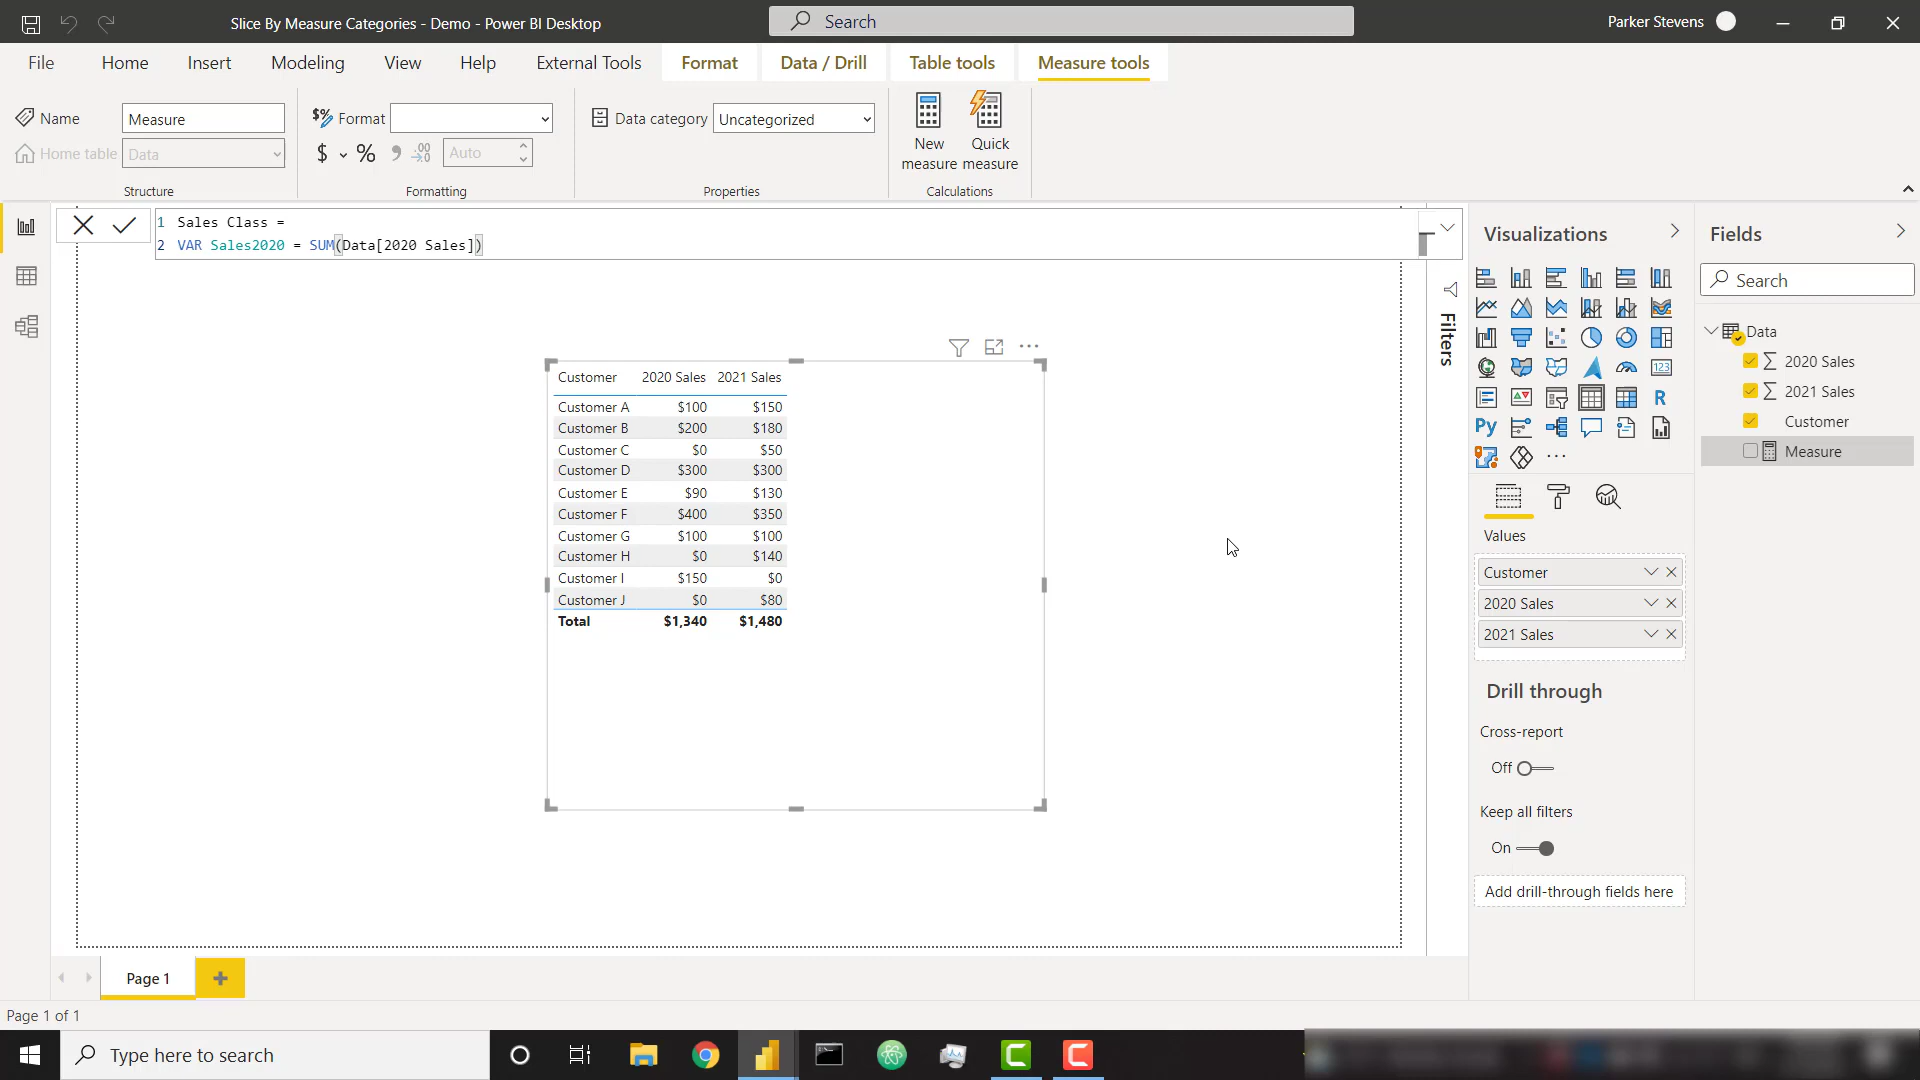 Slice By Measure Categories - Demo - Power BI Desktop
Search
Parker Stevens
File Home Insert Modeling View Help External Tools Format Data / Drill Table tools Measure tools
Name Measure
Home table Data
Structure
Format
$ % 9 .00 Auto
Formatting
Data category Uncategorized
Properties
New measure
Quick measure
Calculations
1 Sales Class =
2 VAR Sales2020 = SUM(Data[2020 Sales])
Customer 2020 Sales 2021 Sales
Customer A $100 $150
Customer B $200 $180
Customer C $0 $50
Customer D $300 $300
Customer E $90 $130
Customer F $400 $350
Customer G $100 $100
Customer H $0 $140
Customer I $150 $0
Customer J $0 $80
Total $1,340 $1,480
Filters
Visualizations
123
R
Py
Values
Customer
2020 Sales
2021 Sales
Drill through
Cross-report
Off
Keep all filters
On
Add drill-through fields here
Fields
Search
Data
2020 Sales
2021 Sales
Customer
Measure
Page 1
Page 1 of 1
Type here to search